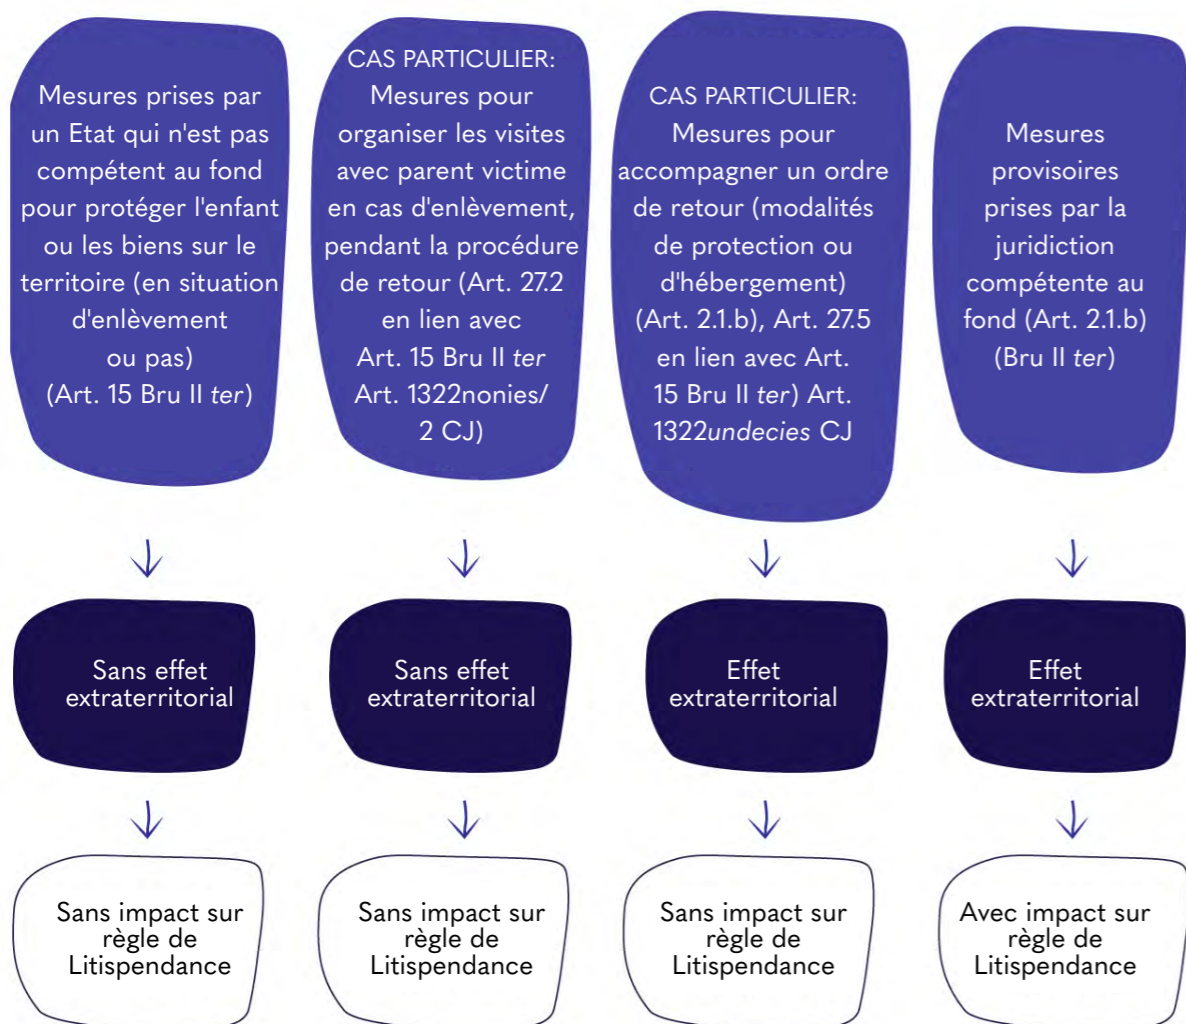 Mesures prises par
un Etat qui n'est pas
compétent au fond
pour protéger l'enfant
ou les biens sur le
territoire (en situation
d'enlèvement
ou pas)
(Art. 15 Bru II ter)
Sans effet
extraterritorial
Sans impact sur
règle de
Litispendance
CAS PARTICULIER:
Mesures pour
organiser les visites
avec parent victime
en cas d'enlèvement,
pendant la procédure
de retour (Art. 27.2
en lien avec
Art. 15 Bru II ter
Art. 1322nonies/
2 CJ)
Sans effet
extraterritorial
Sans impact sur
règle de
Litispendance
CAS PARTICULIER:
Mesures pour
accompagner un ordre
de retour (modalités
de protection ou
d'hébergement)
(Art. 2.1.b), Art. 27.5
en lien avec Art.
15 Bru II ter) Art.
1322undecies CJ
Effet
extraterritorial
Sans impact sur
règle de
Litispendance
Mesures
provisoires
prises par la
juridiction
compétente au
fond (Art. 2.1.b)
(Bru II ter)
Effet
extraterritorial
Avec impact sur
règle de
Litispendance